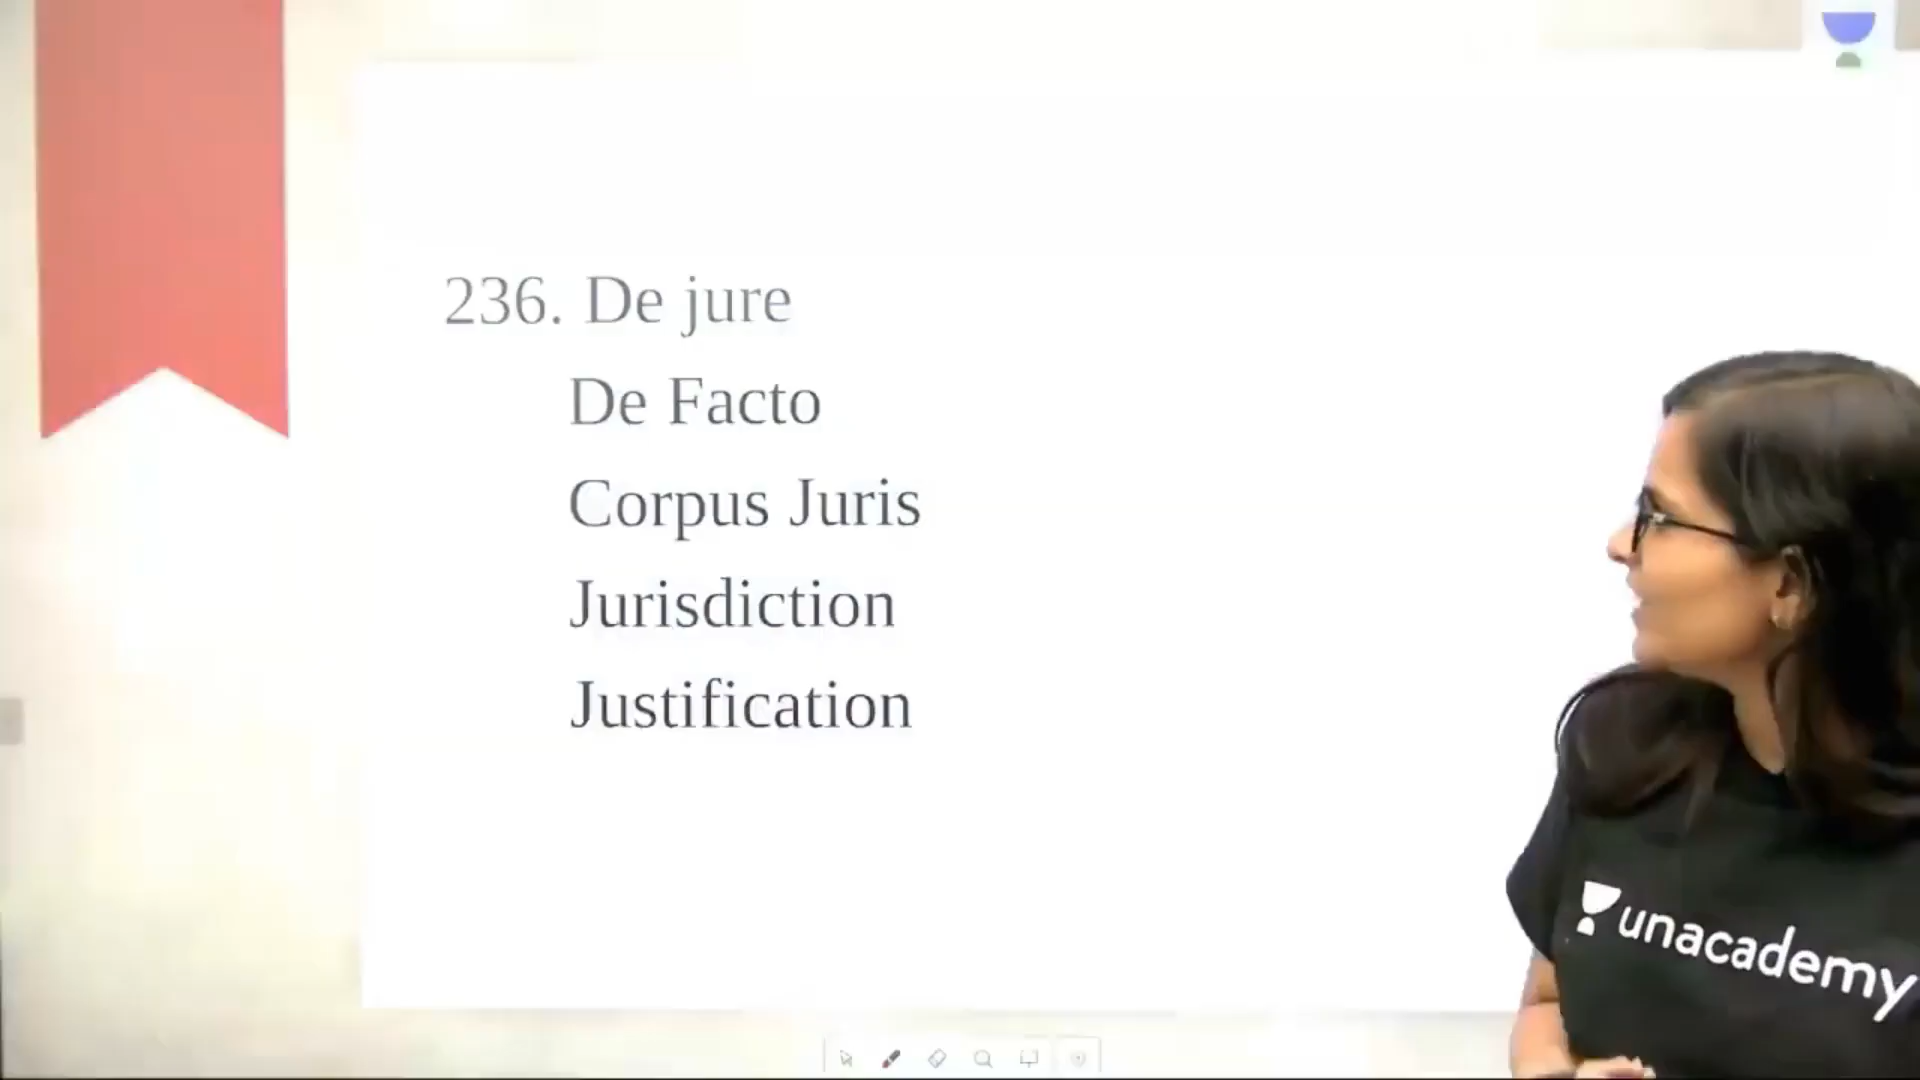 236. De jure
De Facto
Corpus Juris
Jurisdiction
Justification
unacademy